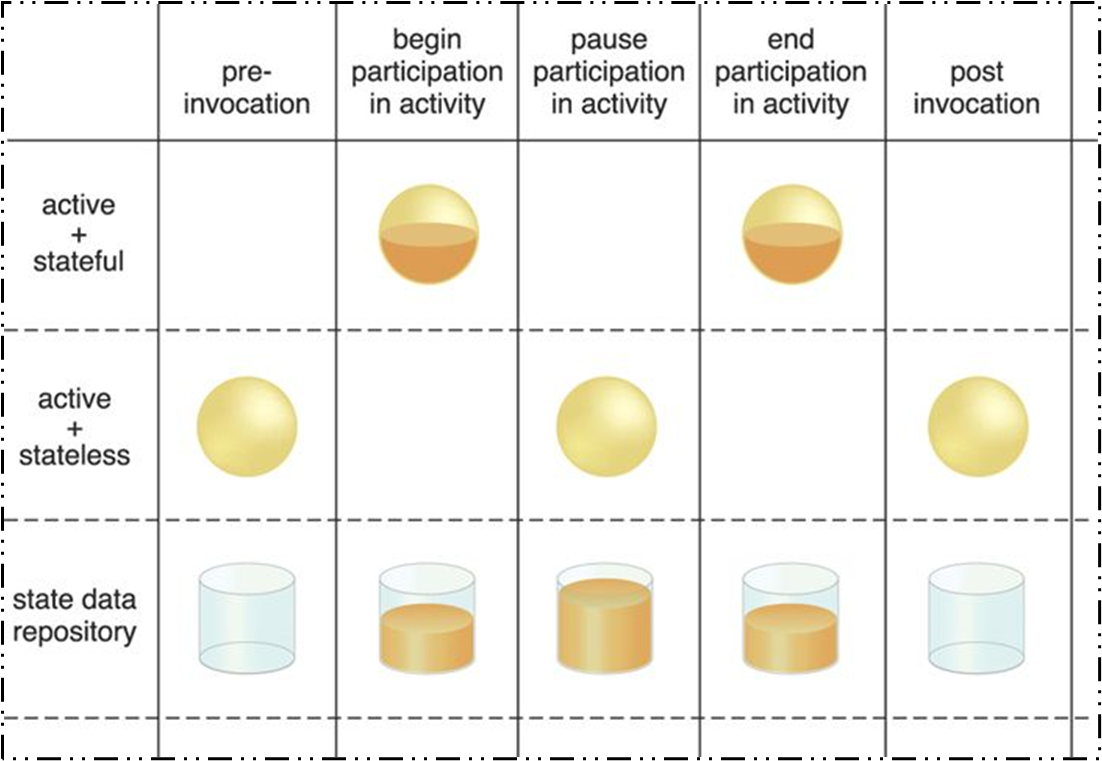 pre-
invocation
begin
participation
in activity
pause
participation
in activity
end
participation
in activity
post
invocation
active
+
stateful
active
+
stateless
state data
repository